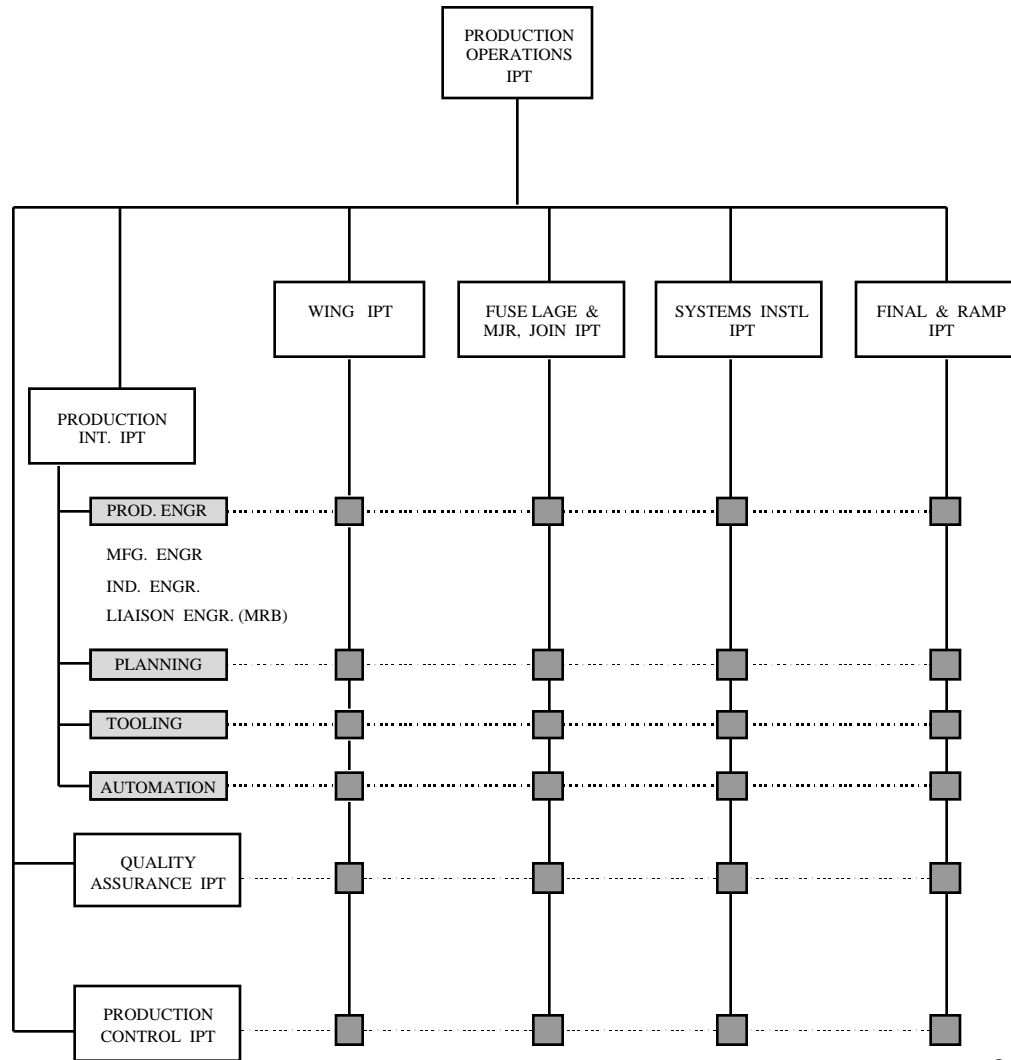 PRODUCTION
OPERATIONS
IPT
WING IPT
FUSE LAGE &
MJR, JOIN IPT
SYSTEMS INSTL
IPT
FINAL & RAMP
IPT
PRODUCTION
INT. IPT
PROD. ENGR
MFG. ENGR
IND. ENGR.
LIAISON ENGR. (MRB)
PLANNING
TOOLING
AUTOMATION
QUALITY
ASSURANCE IPT
PRODUCTION
CONTROL IPT